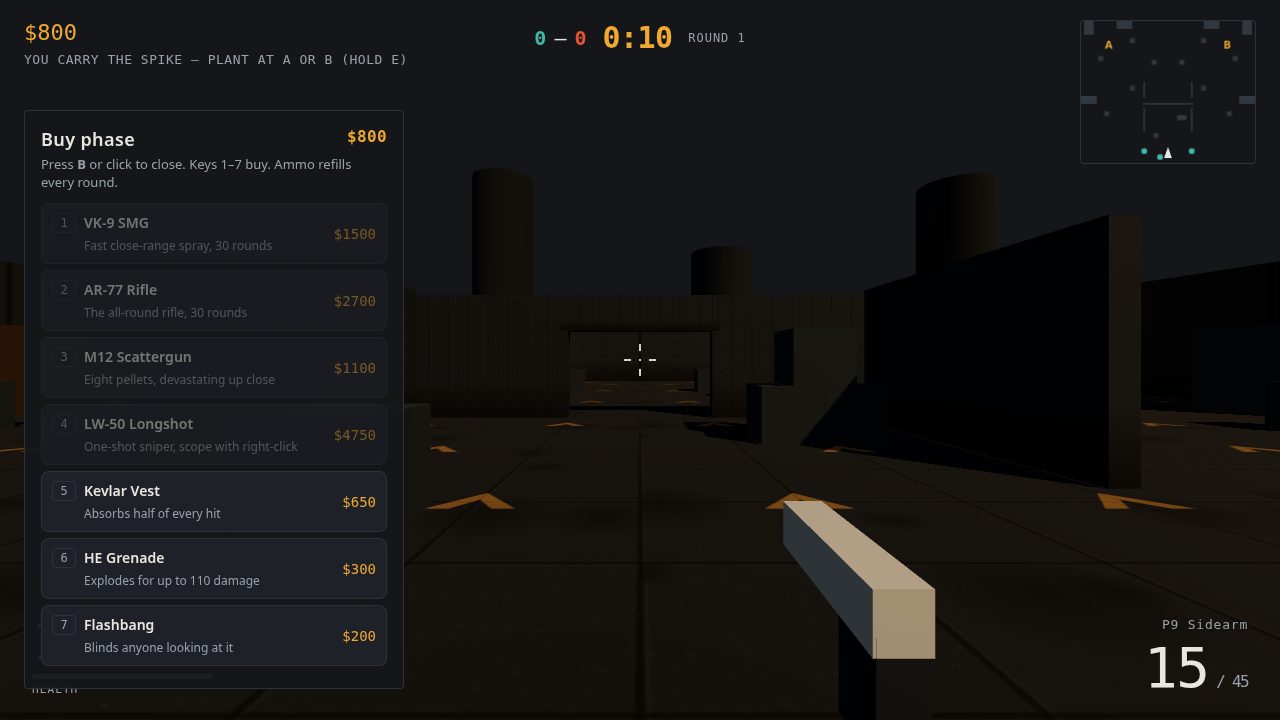 $800
YOU CARRY THE SPIKE — PLANT AT A OR B (HOLD E)
0 — 0 0:10 ROUND 1
A B
Buy phase $800
Press B or click to close. Keys 1–7 buy. Ammo refills
every round.
1 VK-9 SMG $1500
Fast close-range spray, 30 rounds
2 AR-77 Rifle $2700
The all-round rifle, 30 rounds
3 M12 Scattergun $1100
Eight pellets, devastating up close
4 LW-50 Longshot $4750
One-shot sniper, scope with right-click
5 Kevlar Vest $650
Absorbs half of every hit
6 HE Grenade $300
Explodes for up to 110 damage
7 Flashbang $200
Blinds anyone looking at it
HEALTH
P9 Sidearm
15 / 45